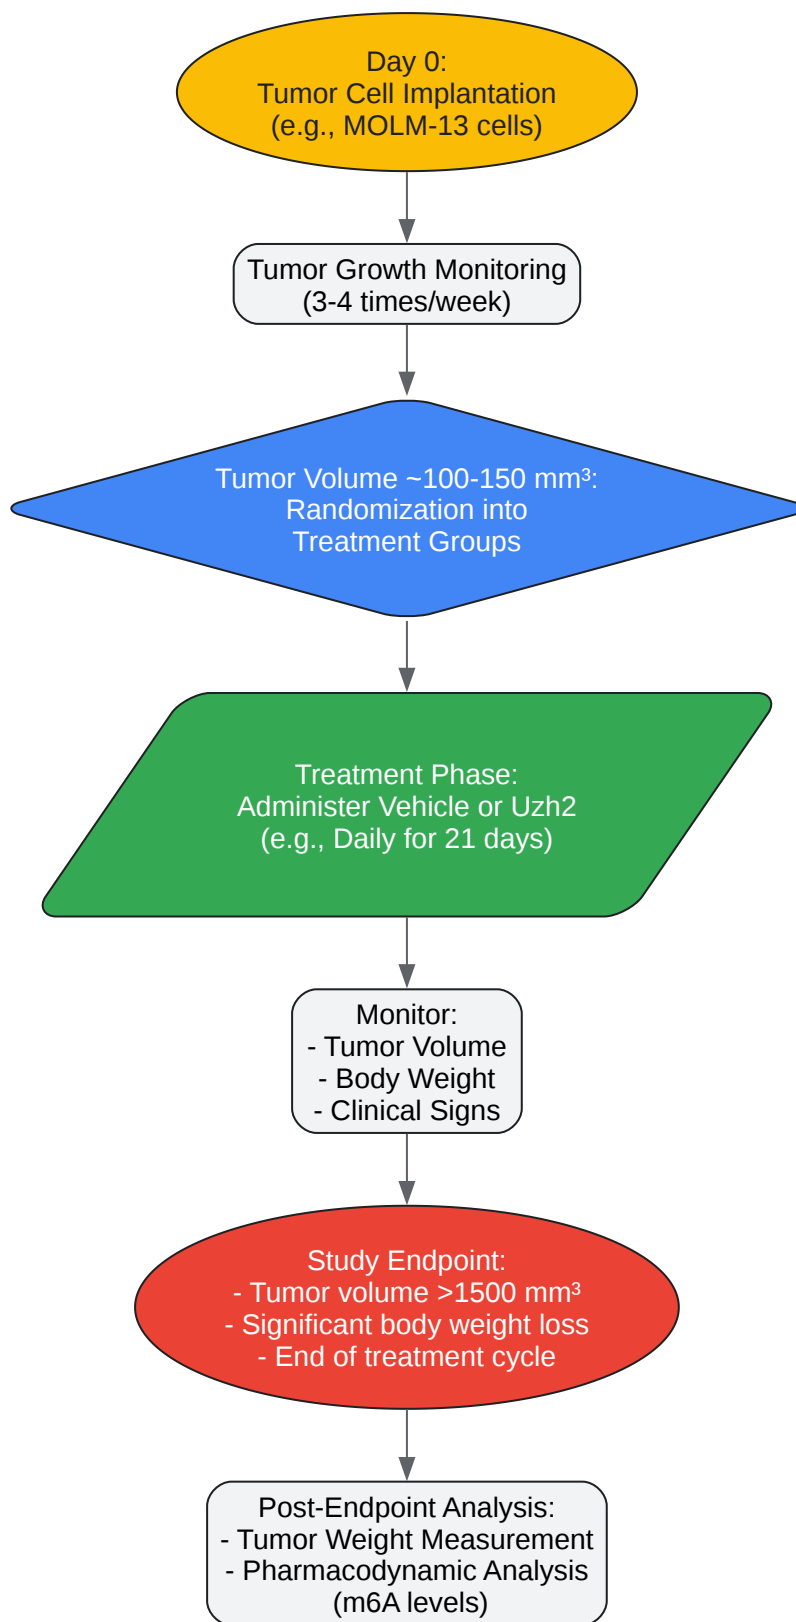 Day 0:
Tumor Cell Implantation
(e.g., MOLM-13 cells)
Tumor Growth Monitoring
(3-4 times/week)
Tumor Volume ~100-150 mm³:
Randomization into
Treatment Groups
Treatment Phase:
Administer Vehicle or Uzh2
(e.g., Daily for 21 days)
Monitor:
- Tumor Volume
- Body Weight
- Clinical Signs
Study Endpoint:
- Tumor volume >1500 mm³
- Significant body weight loss
- End of treatment cycle
Post-Endpoint Analysis:
- Tumor Weight Measurement
- Pharmacodynamic Analysis
(m6A levels)